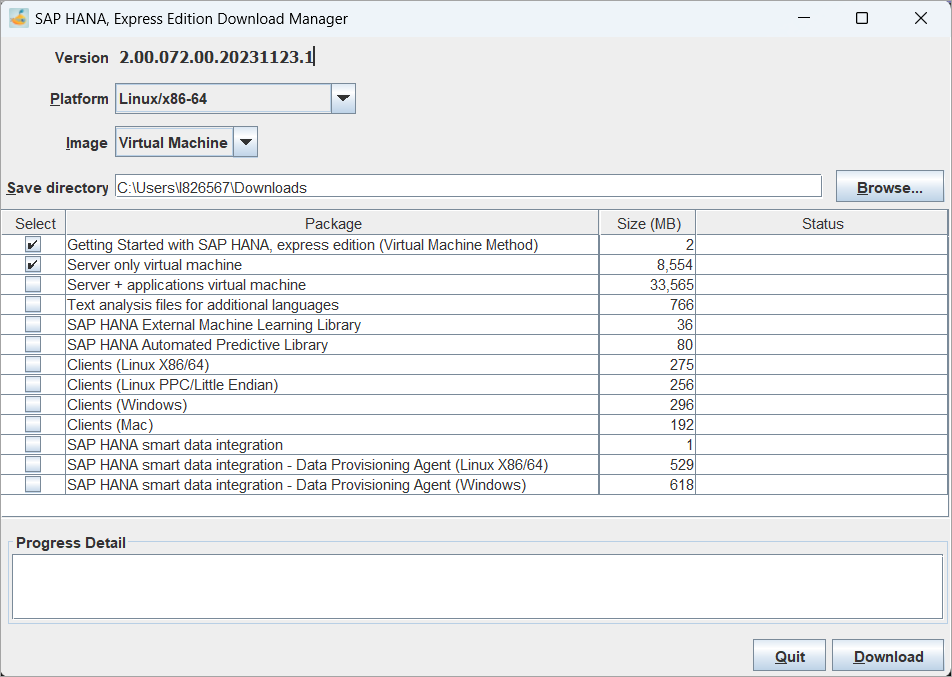 SAP HANA, Express Edition Download Manager
Version 2.00.072.00.20231123.1
Platform Linux/x86-64
Image Virtual Machine
Save directory C:\Users\I826567\Downloads Browse...
Select Package Size (MB) Status
Getting Started with SAP HANA, express edition (Virtual Machine Method) 2
Server only virtual machine 8,554
Server + applications virtual machine 33,565
Text analysis files for additional languages 766
SAP HANA External Machine Learning Library 36
SAP HANA Automated Predictive Library 80
Clients (Linux X86/64) 275
Clients (Linux PPC/Little Endian) 256
Clients (Windows) 296
Clients (Mac) 192
SAP HANA smart data integration 1
SAP HANA smart data integration - Data Provisioning Agent (Linux X86/64) 529
SAP HANA smart data integration - Data Provisioning Agent (Windows) 618
Progress Detail
Quit Download